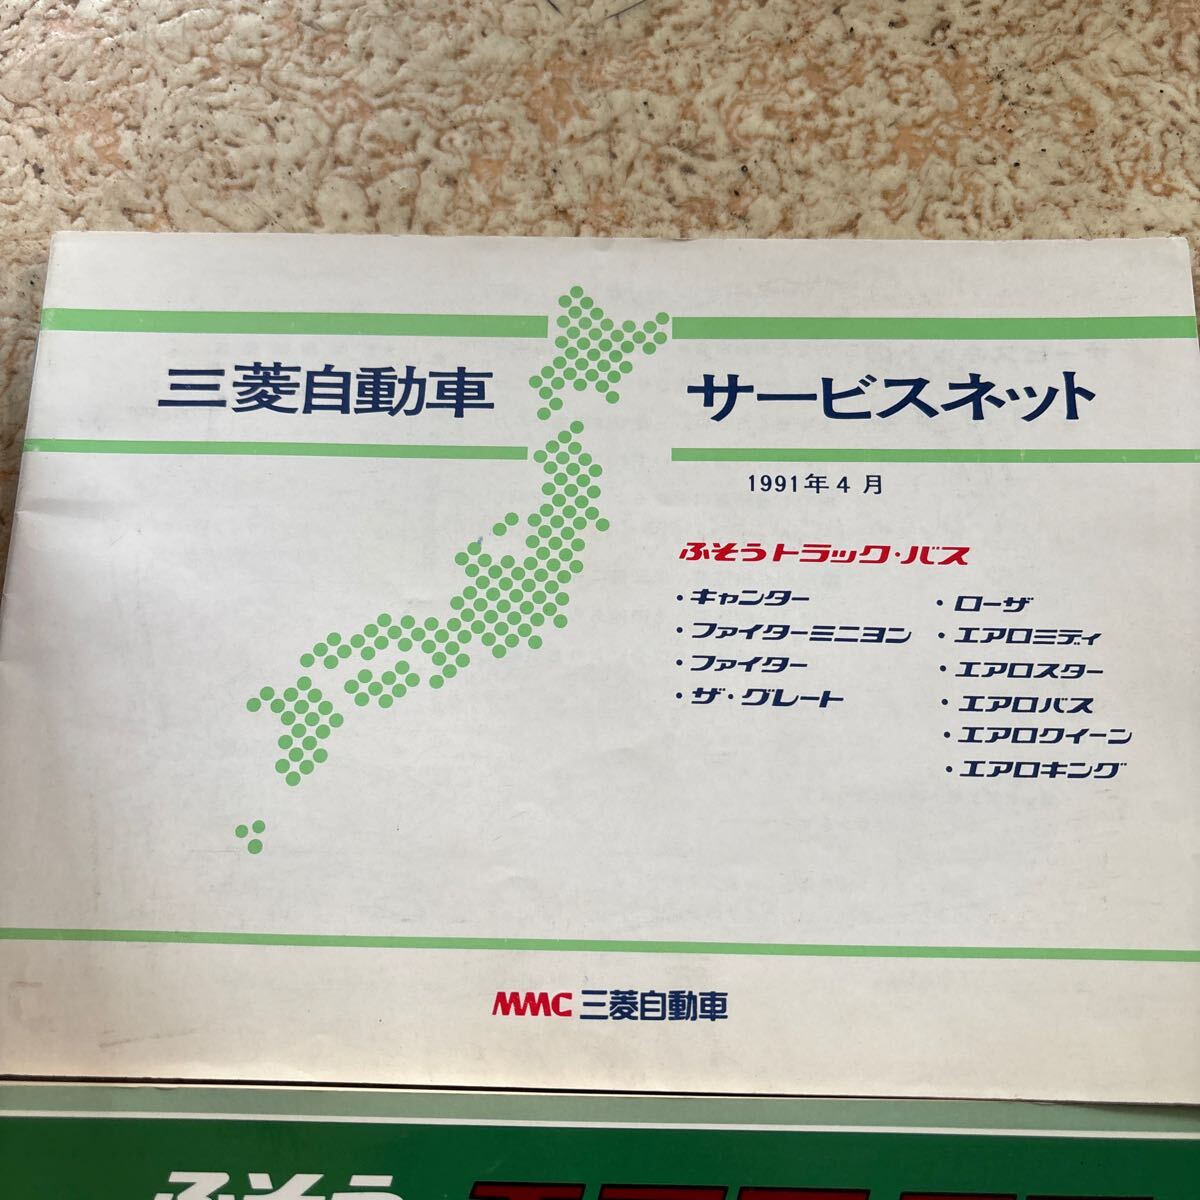 三菱自動車 サービスネット
1991年4月
ふそうトラック・バス
・キャンター
・ファイターミニヨン
・ファイター
・ザ・グレート
・ローザ
・エアロミディ
・エアロスター
・エアロバス
・エアロクイーン
・エアロキング
MMC 三菱自動車
ふそう